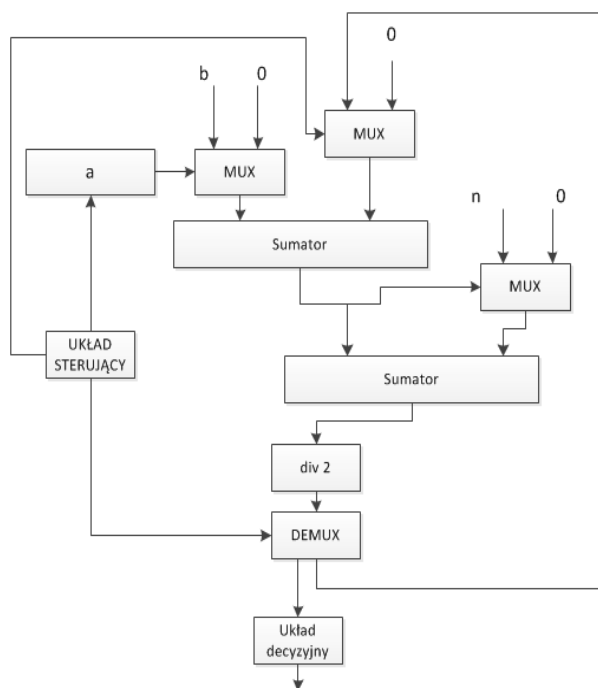 0
b 0
MUX
a
MUX
n 0
Sumator
MUX
UKŁAD
STERUJĄCY
Sumator
div 2
DEMUX
Układ
decyzyjny